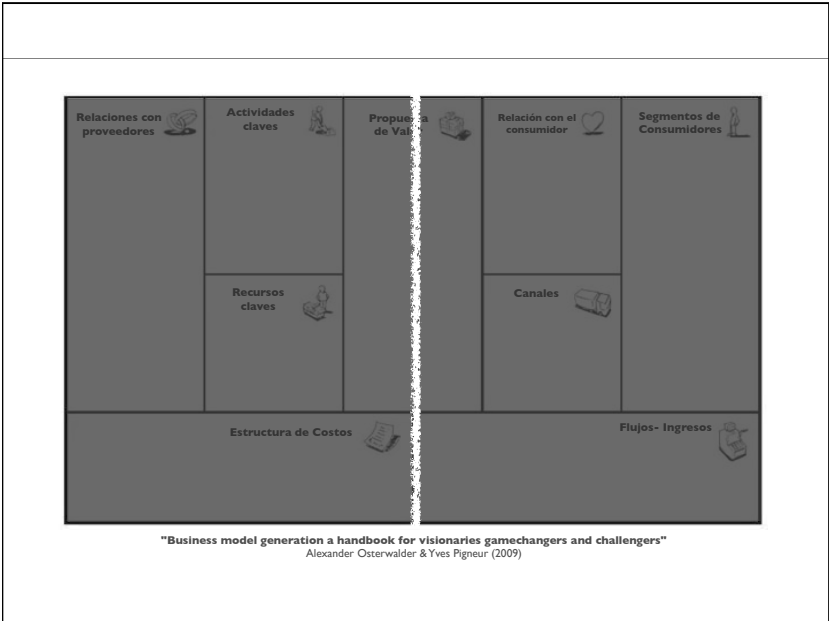 Relaciones con
proveedores
Actividades
claves
de
Relación con el
consumidor
Segmentos de
Consumidores
Recursos
claves
Canales
Estructura de Costos
Flujos- Ingresos
"Business model generation a handbook for visionaries gamechangers and challengers"
Alexander Osterwalder & Yves Pigneur (2009)